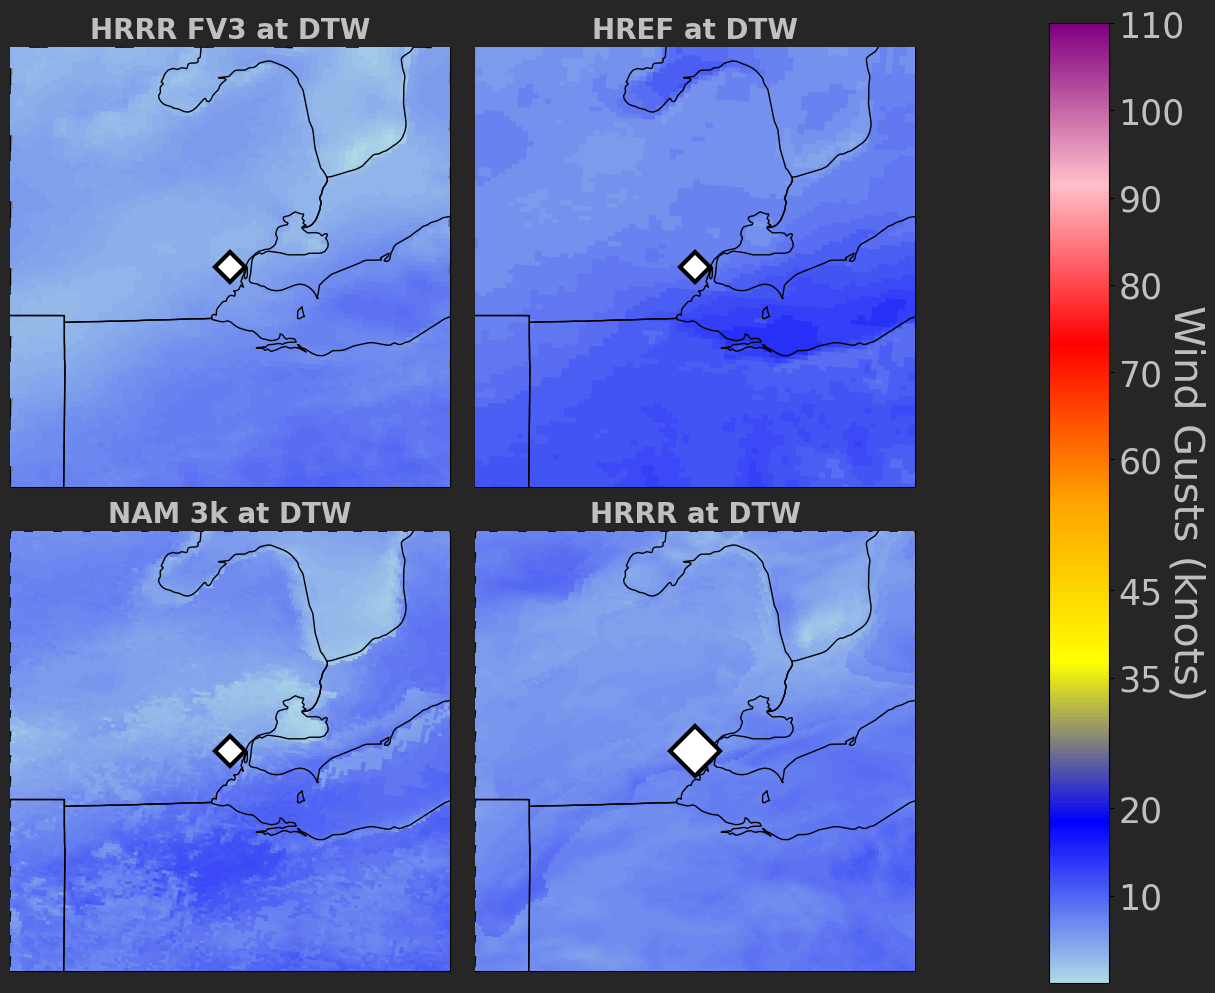 HRRR FV3 at DTW
HREF at DTW
NAM 3k at DTW
HRRR at DTW
110
100
90
80
70
60
45
35
20
10
Wind Gusts (knots)